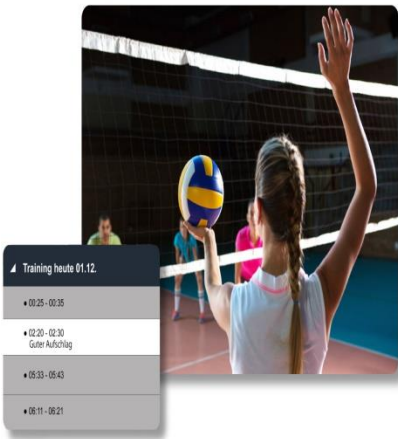 Training heute 01.12.
• 00:25 - 00:35
• 02:20 - 02:30
Guter Aufschlag
• 05:33 - 05:43
• 06:11 - 06:21